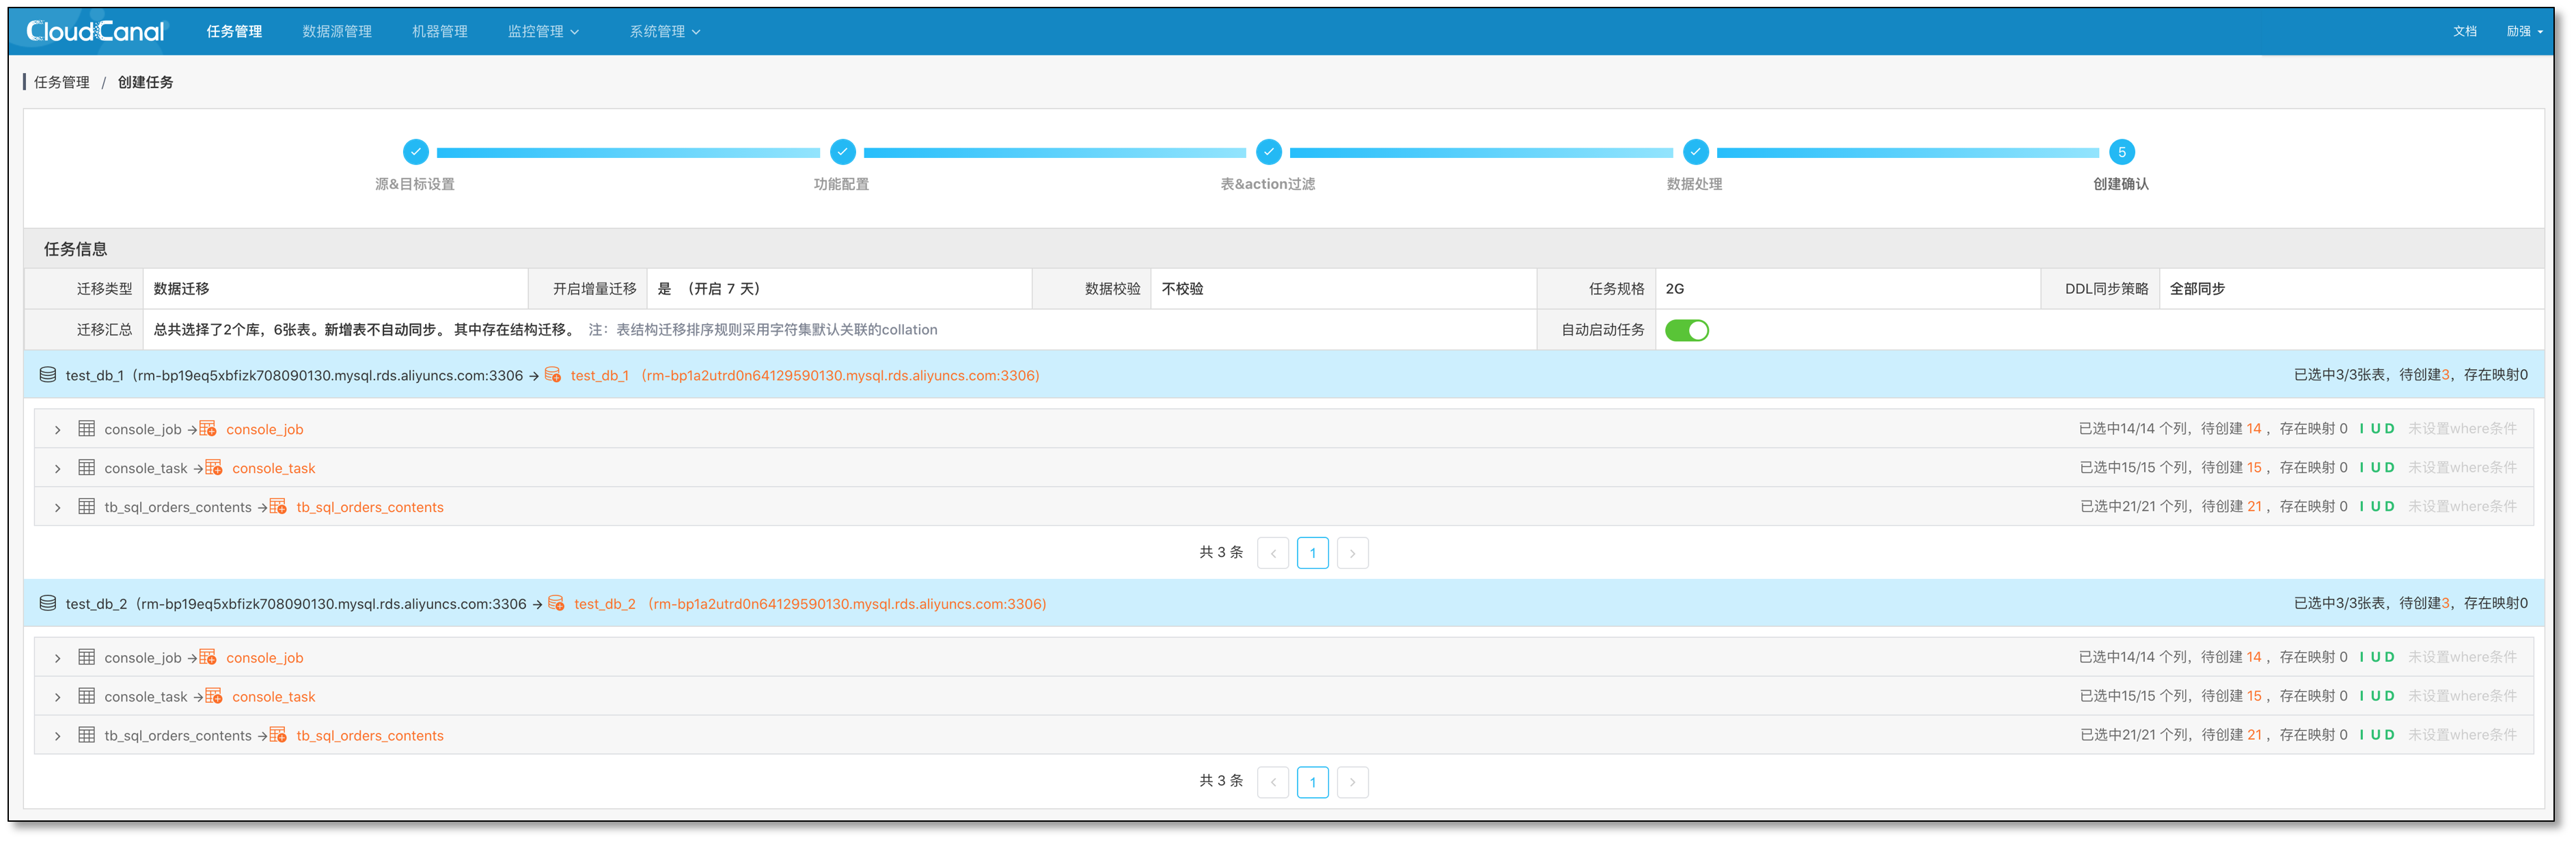 CloudCanal 任务管理 数据源管理 机器管理 监控管理 系统管理 文档 励强
任务管理 / 创建任务
5
源&目标设置 功能配置 表&action过滤 数据处理 创建确认
任务信息
迁移类型 数据迁移 开启增量迁移 是 （开启 7 天） 数据校验 不校验 任务规格 2G DDL同步策略 全部同步
迁移汇总 总共选择了2个库，6张表。新增表不自动同步。 其中存在结构迁移。 注：表结构迁移排序规则采用字符集默认关联的collation 自动启动任务
test_db_1（rm-bp19eq5xbfizk708090130.mysql.rds.aliyuncs.com:3306 → test_db_1 （rm-bp1a2utrd0n64129590130.mysql.rds.aliyuncs.com:3306） 已选中3/3张表，待创建3，存在映射0
console_job → console_job 已选中14/14 个列，待创建 14 ，存在映射 0 I U D 未设置where条件
console_task → console_task 已选中15/15 个列，待创建 15 ，存在映射 0 I U D 未设置where条件
tb_sql_orders_contents → tb_sql_orders_contents 已选中21/21 个列，待创建 21 ，存在映射 0 I U D 未设置where条件
共 3 条 < 1 >
test_db_2（rm-bp19eq5xbfizk708090130.mysql.rds.aliyuncs.com:3306 → test_db_2 （rm-bp1a2utrd0n64129590130.mysql.rds.aliyuncs.com:3306） 已选中3/3张表，待创建3，存在映射0
console_job → console_job 已选中14/14 个列，待创建 14 ，存在映射 0 I U D 未设置where条件
console_task → console_task 已选中15/15 个列，待创建 15 ，存在映射 0 I U D 未设置where条件
tb_sql_orders_contents → tb_sql_orders_contents 已选中21/21 个列，待创建 21 ，存在映射 0 I U D 未设置where条件
共 3 条 < 1 >